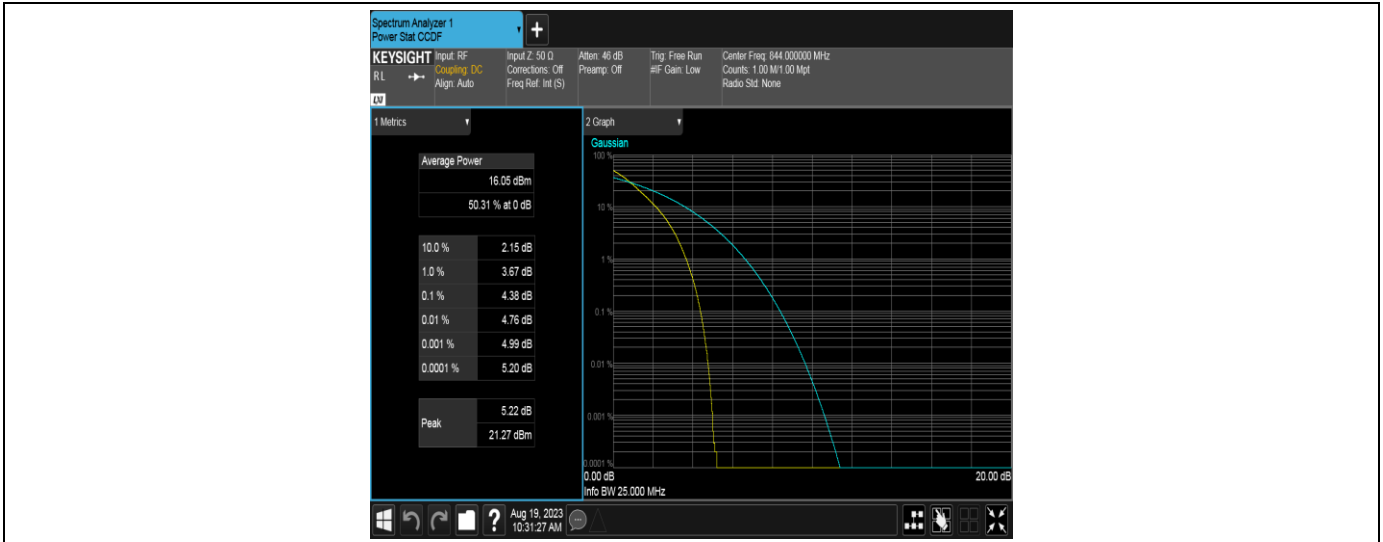 Spectrum Analyzer 1
Power Stat CCDF
+
KEYSIGHT
RL
LXI
Input: RF
Coupling: DC
Align: Auto
Input Z: 50 Ω
Corrections: Off
Freq Ref: Int (S)
Atten: 46 dB
Preamp: Off
Trig: Free Run
#IF Gain: Low
Center Freq: 844.000000 MHz
Counts: 1.00 M/1.00 Mpt
Radio Std: None
1 Metrics
Average Power
16.05 dBm
50.31 % at 0 dB
10.0 % 2.15 dB
1.0 % 3.67 dB
0.1 % 4.38 dB
0.01 % 4.76 dB
0.001 % 4.99 dB
0.0001 % 5.20 dB
Peak
5.22 dB
21.27 dBm
2 Graph
Gaussian
100 %
10 %
1 %
0.1 %
0.01 %
0.001 %
0.0001 %
0.00 dB 20.00 dB
Info BW 25.000 MHz
?
Aug 19, 2023
10:31:27 AM